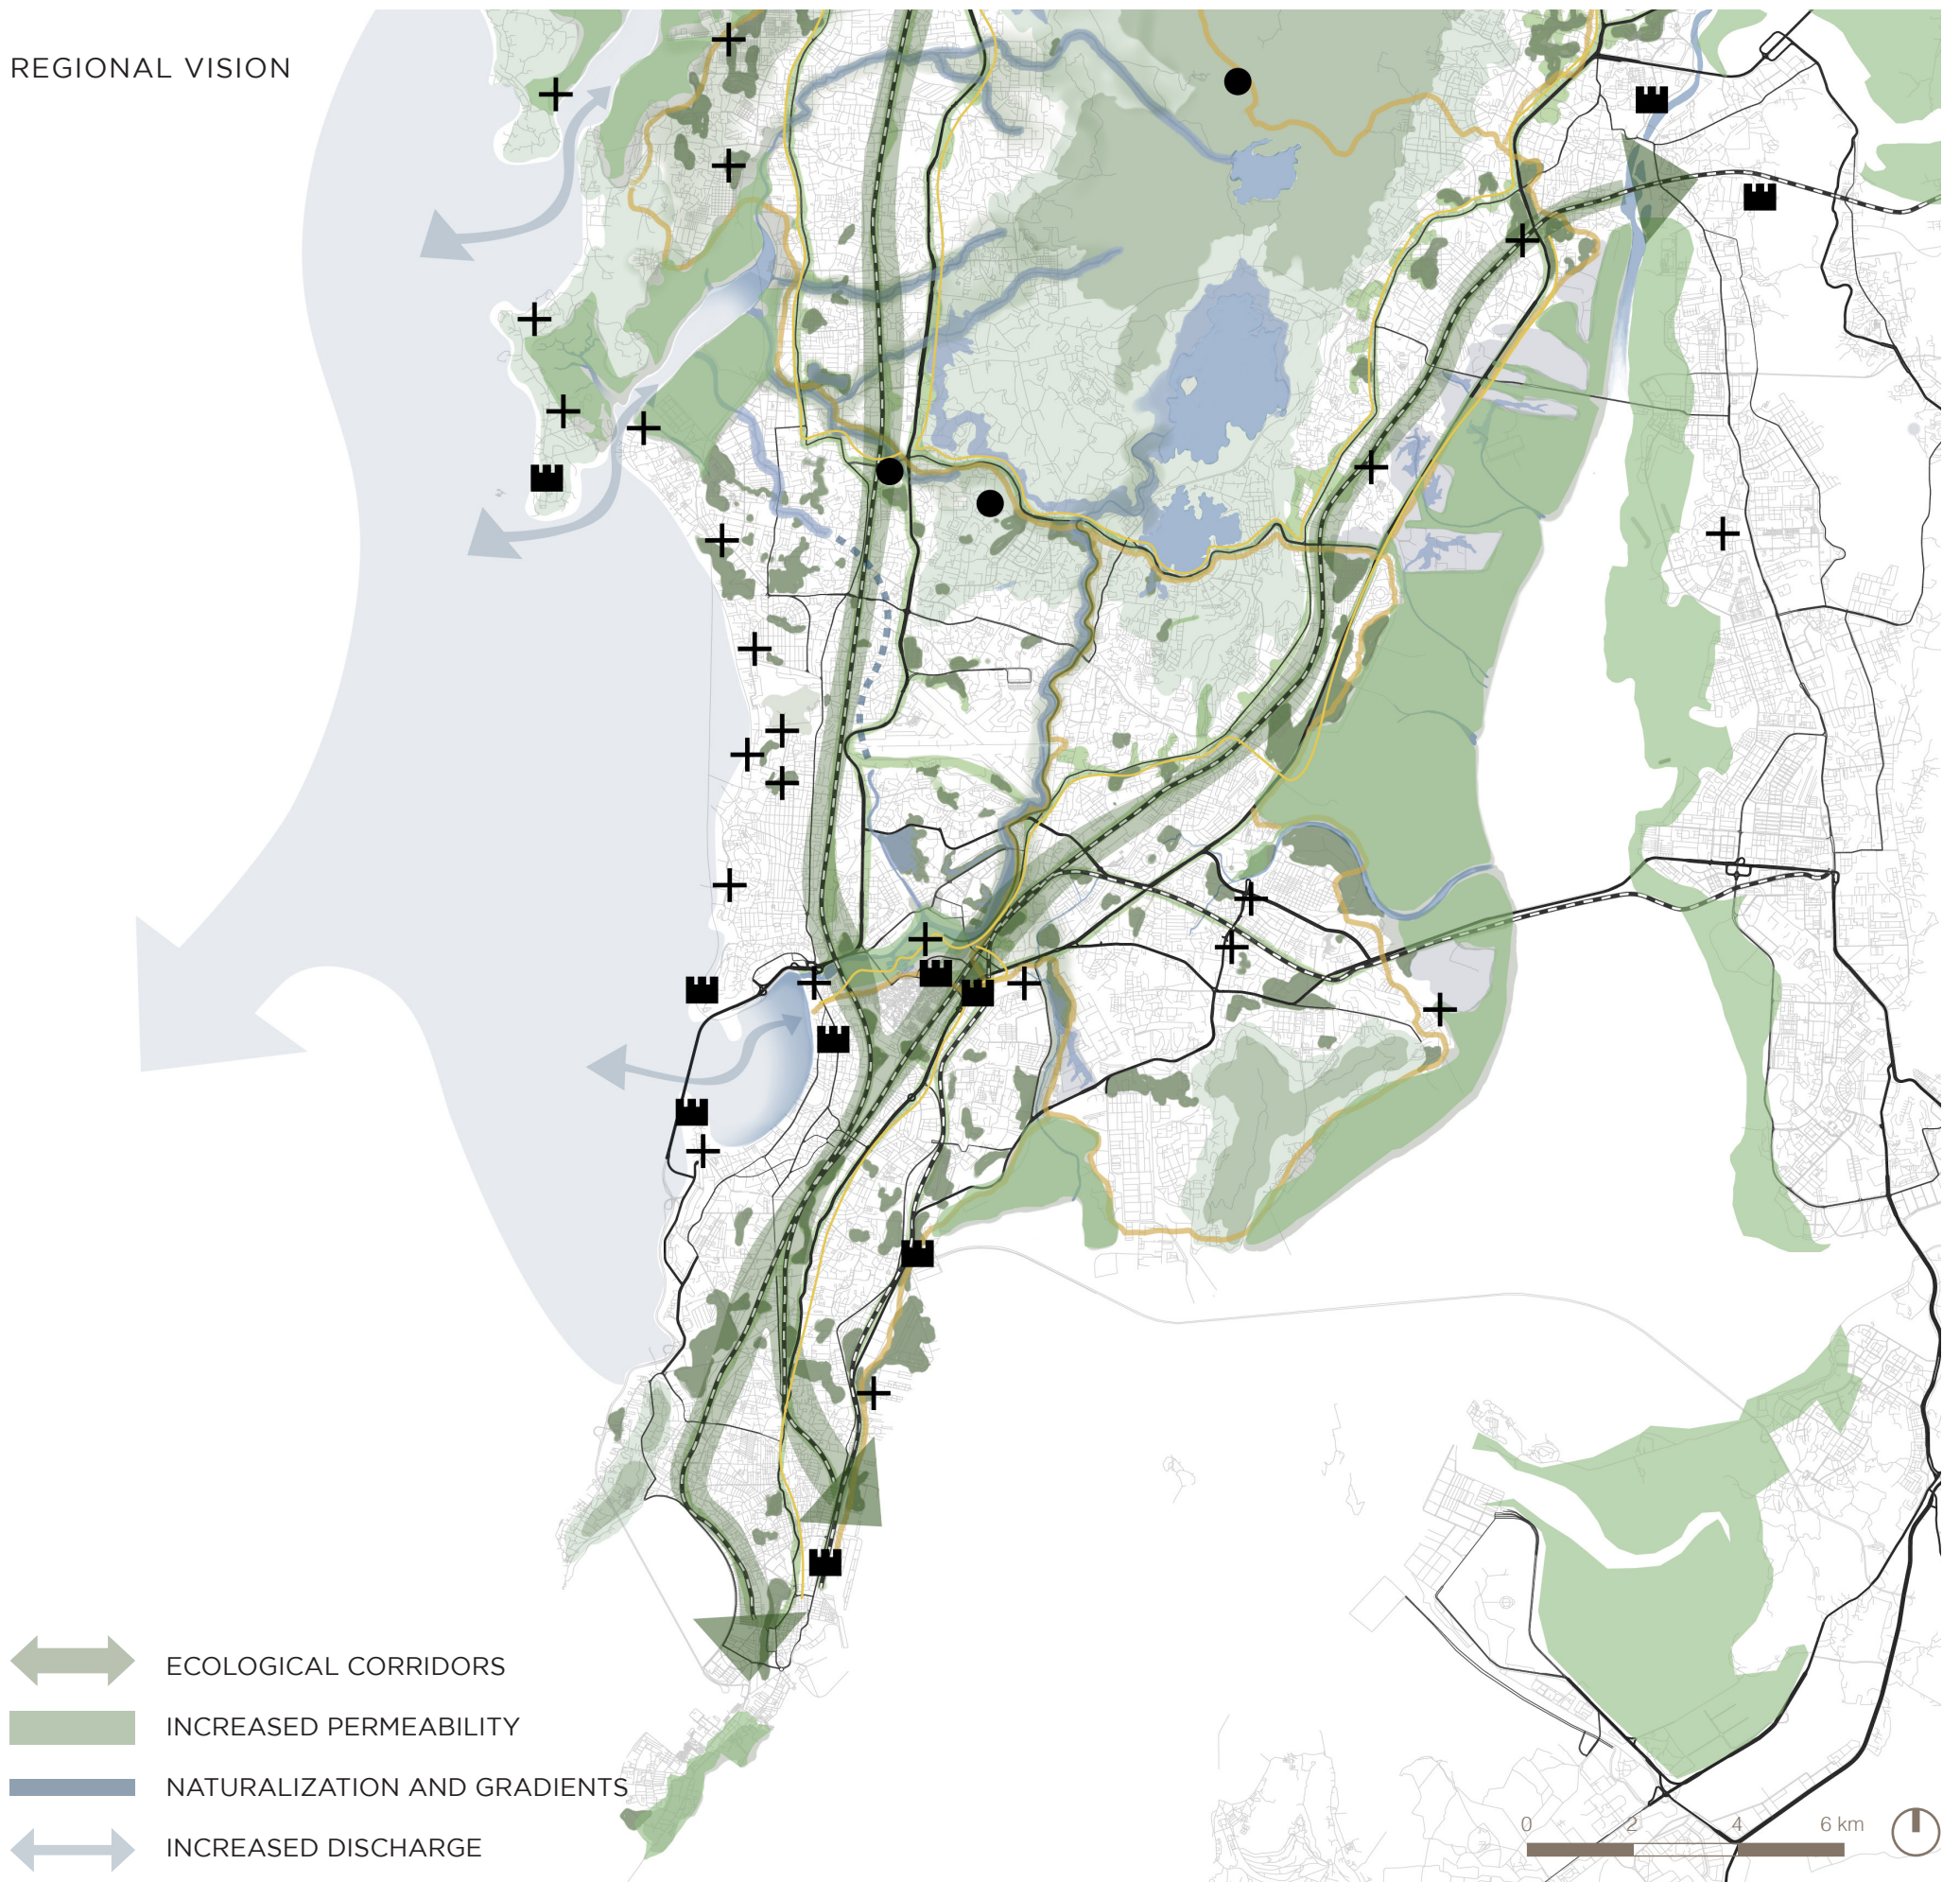 REGIONAL VISION
ECOLOGICAL CORRIDORS
INCREASED PERMEABILITY
NATURALIZATION AND GRADIENTS
INCREASED DISCHARGE
0 2 4 6 km